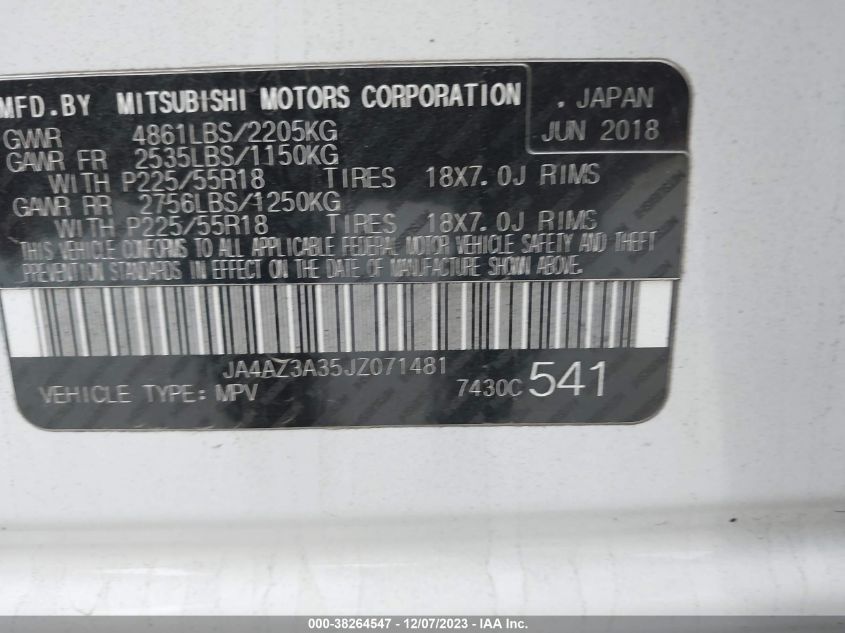 MFD.BY MITSUBISHI MOTORS CORPORATION
. JAPAN
JUN 2018
GVWR 4861LBS/2205KG
GAWR FR 2535LBS/1150KG
WITH P225/55R18 TIRES 18X7.0J RIMS
GAWR RR 2756LBS/1250KG
WITH P225/55R18 TIRES 18X7.0J RIMS
THIS VEHICLE CONFORMS TO ALL APPLICABLE FEDERAL MOTOR VEHICLE SAFETY AND THEFT
PREVENTION STANDARDS IN EFFECT ON THE DATE OF MANUFACTURE SHOWN ABOVE.
JA4AZ3A35JZ071481
VEHICLE TYPE: MPV 7430C 541
000-38264547 - 12/07/2023 - IAA Inc.